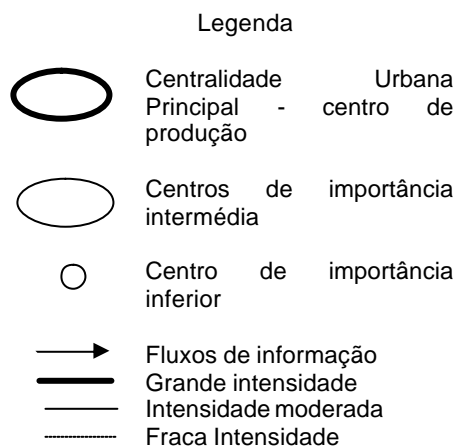 Legenda
Centralidade Urbana
Principal - centro de
produção
Centros de importância
intermédia
Centro de importância
inferior
Fluxos de informação
Grande intensidade
Intensidade moderada
Fraca Intensidade